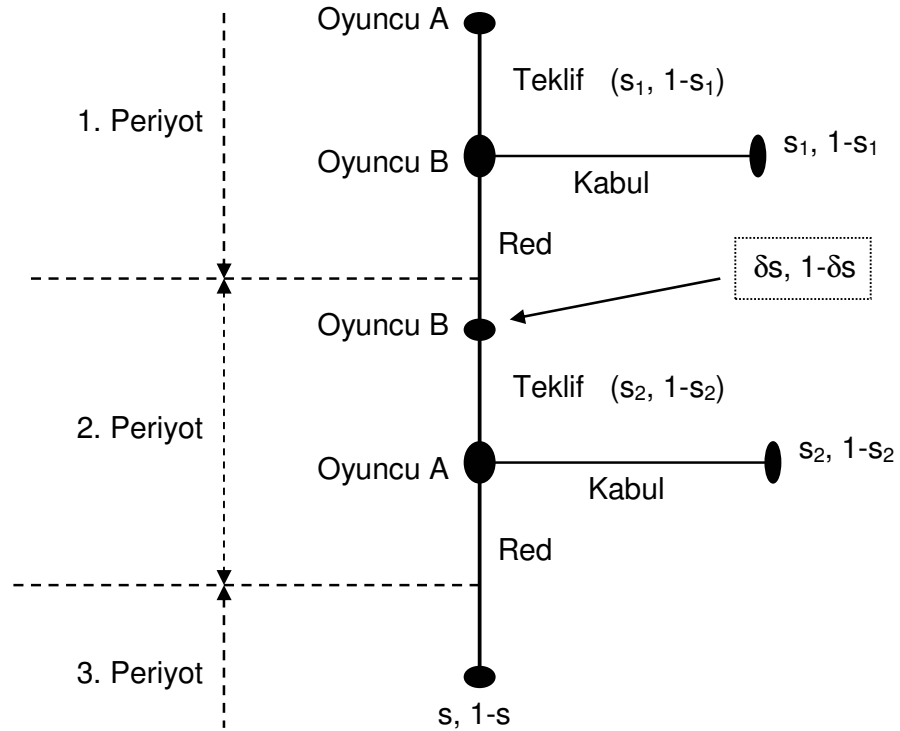 Oyuncu A
Teklif (s₁, 1-s₁)
1. Periyot
s₁, 1-s₁
Oyuncu B
Kabul
Red
δs, 1-δs
Oyuncu B
Teklif (s₂, 1-s₂)
2. Periyot
s₂, 1-s₂
Oyuncu A
Kabul
Red
3. Periyot
s, 1-s